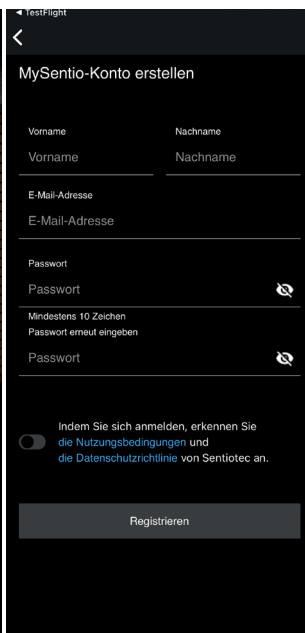 ◀ TestFlight
MySentio-Konto erstellen
Vorname Nachname
Vorname Nachname
E-Mail-Adresse
E-Mail-Adresse
Passwort
Passwort
Mindestens 10 Zeichen
Passwort erneut eingeben
Passwort
Indem Sie sich anmelden, erkennen Sie
die Nutzungsbedingungen und
die Datenschutzrichtlinie von Sentiotec an.
Registrieren